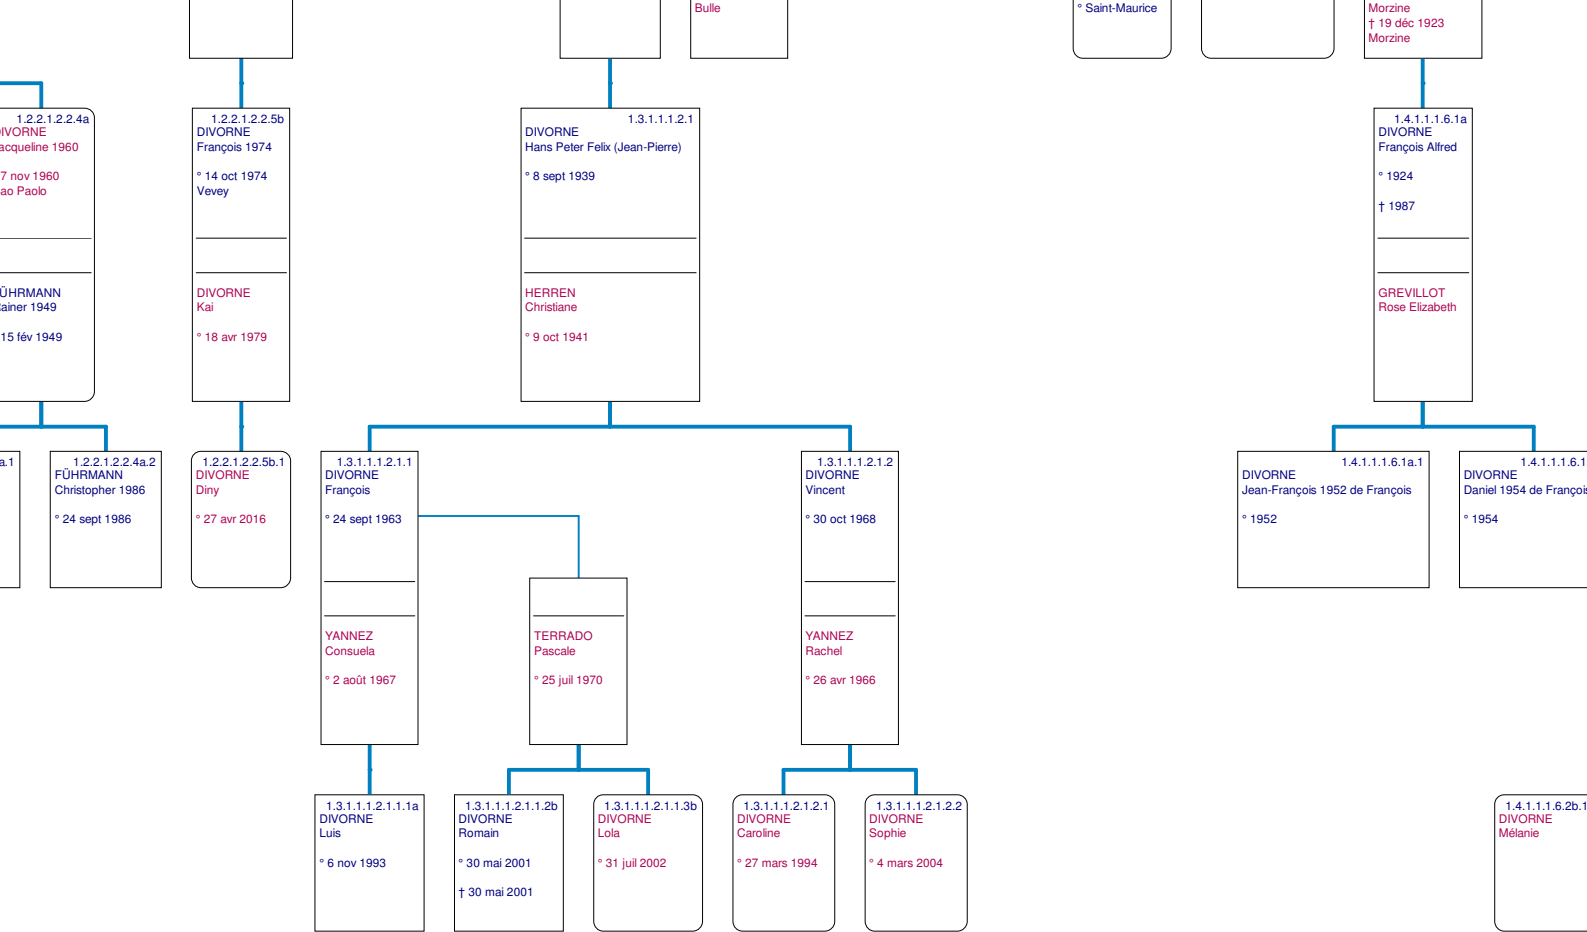 Bulle
° Saint-Maurice
Morzine
† 19 déc 1923
Morzine
1.2.2.1.2.2.4a
DIVORNE
acqueline 1960
7 nov 1960
ao Paolo
ÜHRMANN
ainer 1949
15 fév 1949
1.2.2.1.2.2.5b
DIVORNE
François 1974
° 14 oct 1974
Vevey
DIVORNE
Kai
° 18 avr 1979
1.3.1.1.1.2.1
DIVORNE
Hans Peter Felix (Jean-Pierre)
° 8 sept 1939
HERREN
Christiane
° 9 oct 1941
1.4.1.1.1.6.1a
DIVORNE
François Alfred
° 1924
† 1987
GREVILLOT
Rose Elizabeth
a.1
1.2.2.1.2.2.4a.2
FÜHRMANN
Christopher 1986
° 24 sept 1986
1.2.2.1.2.2.5b.1
DIVORNE
Diny
° 27 avr 2016
1.3.1.1.1.2.1.1
DIVORNE
François
° 24 sept 1963
YANNEZ
Consuela
° 2 août 1967
TERRADO
Pascale
° 25 juil 1970
1.3.1.1.1.2.1.2
DIVORNE
Vincent
° 30 oct 1968
YANNEZ
Rachel
° 26 avr 1966
1.4.1.1.1.6.1a.1
DIVORNE
Jean-François 1952 de François
° 1952
1.4.1.1.1.6.1
DIVORNE
Daniel 1954 de François
° 1954
1.3.1.1.1.2.1.1.1a
DIVORNE
Luis
° 6 nov 1993
1.3.1.1.1.2.1.1.2b
DIVORNE
Romain
° 30 mai 2001
† 30 mai 2001
1.3.1.1.1.2.1.1.3b
DIVORNE
Lola
° 31 juil 2002
1.3.1.1.1.2.1.2.1
DIVORNE
Caroline
° 27 mars 1994
1.3.1.1.1.2.1.2.2
DIVORNE
Sophie
° 4 mars 2004
1.4.1.1.1.6.2b.1
DIVORNE
Mélanie